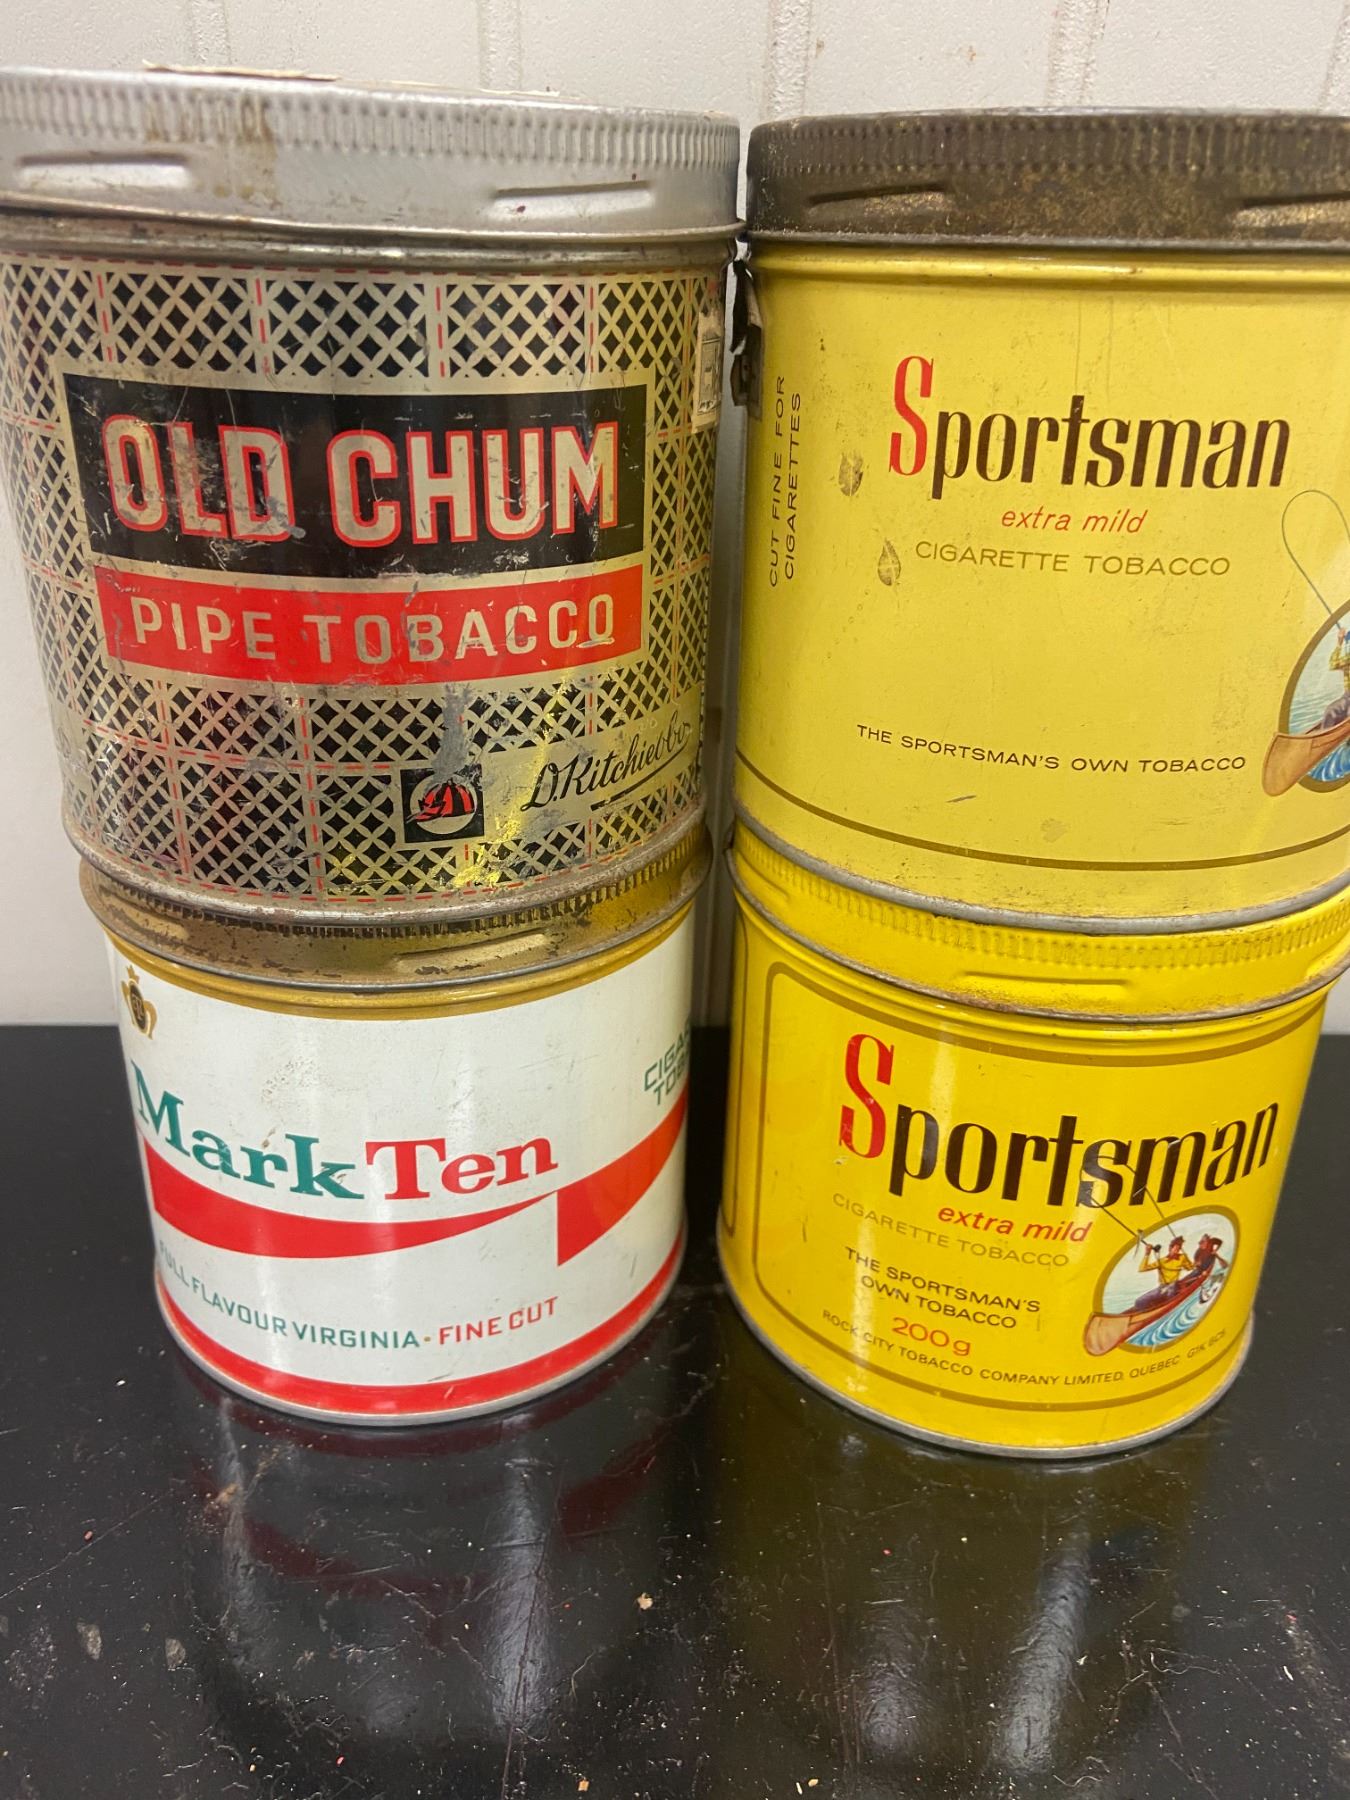 OLD CHUM
PIPE TOBACCO
D. Ritchie & Co.
CUT FINE FOR
CIGARETTES
Sportsman
extra mild
CIGARETTE TOBACCO
THE SPORTSMAN'S OWN TOBACCO
Mark Ten
FULL FLAVOUR VIRGINIA · FINE CUT
Sportsman
extra mild
CIGARETTE TOBACCO
THE SPORTSMAN'S
OWN TOBACCO
200g
ROCK CITY TOBACCO COMPANY LIMITED, QUEBEC